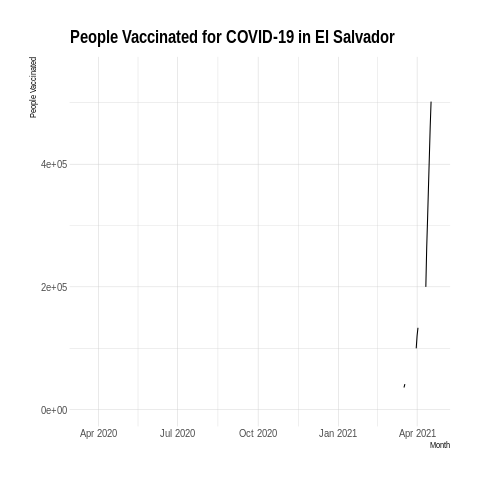 People Vaccinated for COVID-19 in El Salvador
People Vaccinated
4e+05
2e+05
0e+00
Apr 2020 Jul 2020 Oct 2020 Jan 2021 Apr 2021
Month